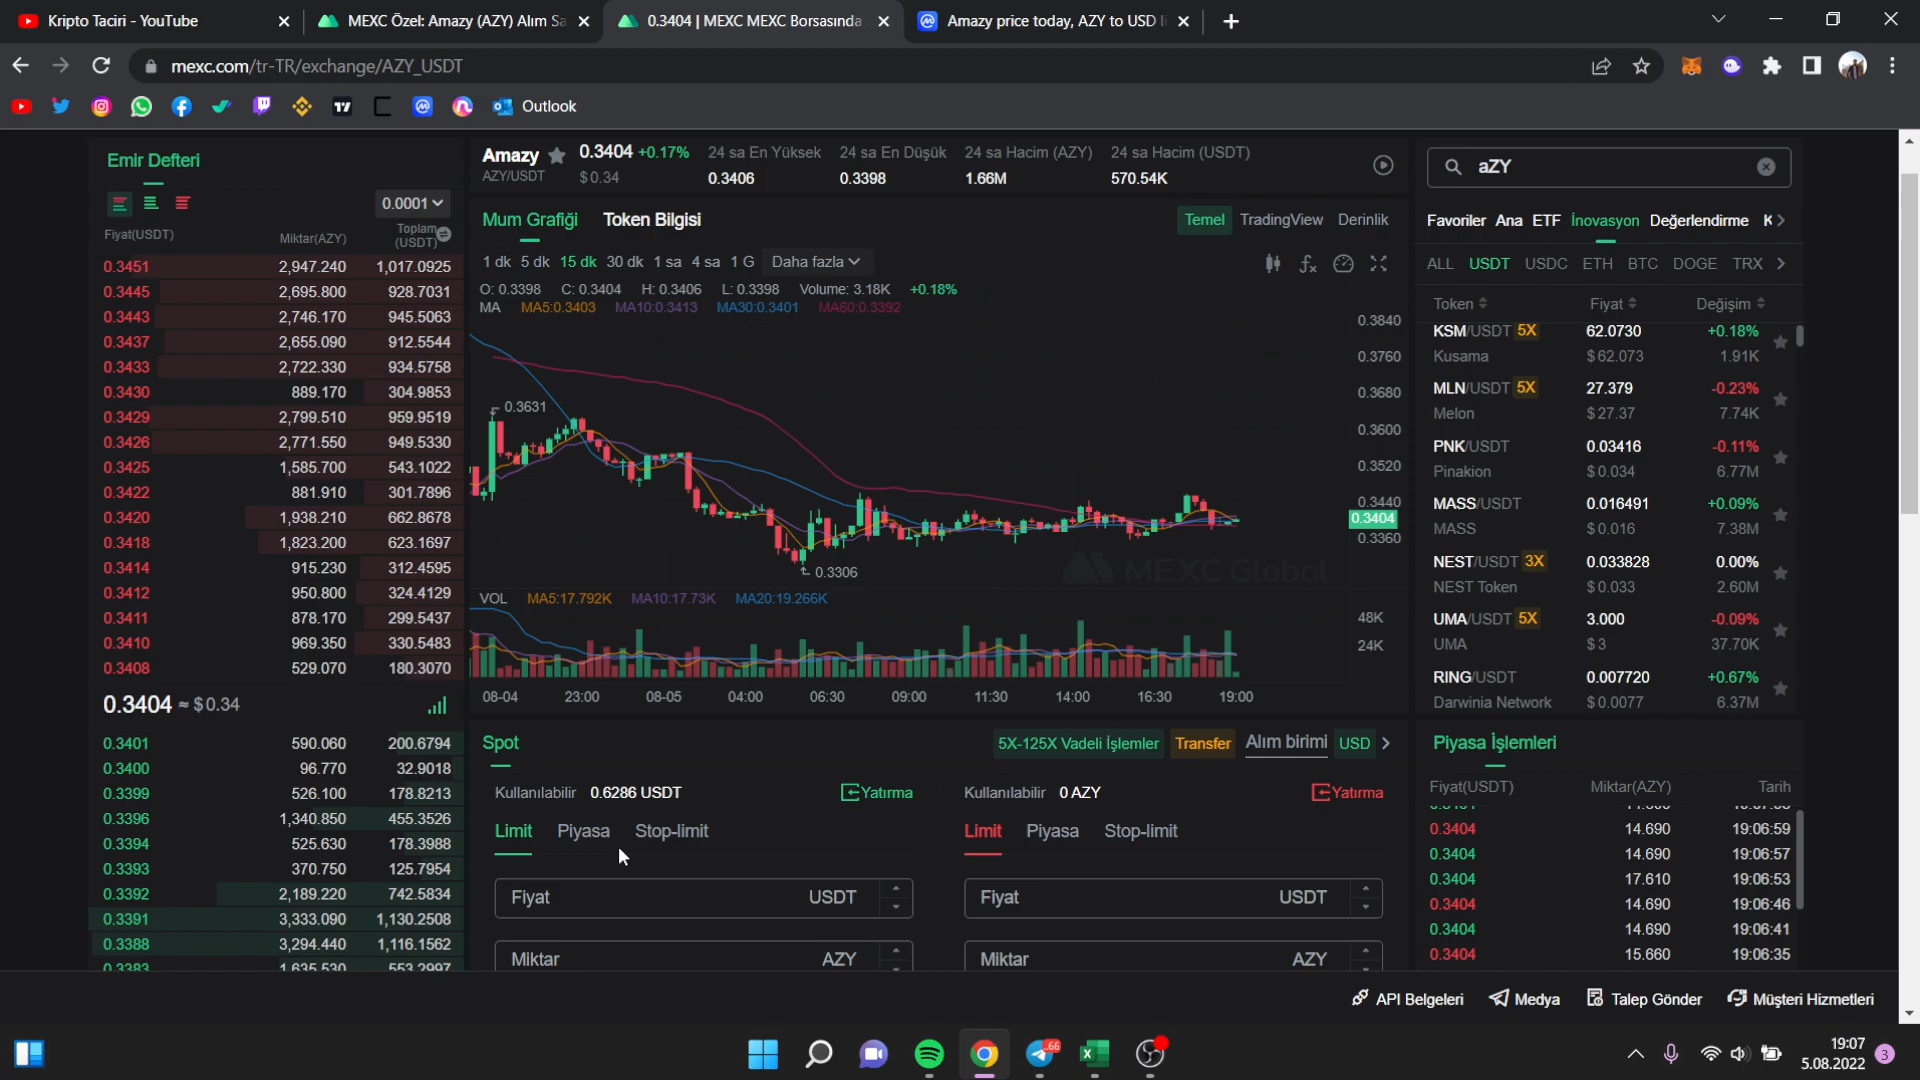 Kripto Taciri - YouTube
MEXC Özel: Amazy (AZY) Alım Sa
0.3404 | MEXC MEXC Borsasında
Amazy price today, AZY to USD li
mexc.com/tr-TR/exchange/AZY_USDT
Outlook
Emir Defteri
0.0001
Fiyat(USDT) Miktar(AZY) Toplam (USDT)
0.3451 2,947.240 1,017.0925
0.3445 2,695.800 928.7031
0.3443 2,746.170 945.5063
0.3437 2,655.090 912.5544
0.3433 2,722.330 934.5758
0.3430 889.170 304.9853
0.3429 2,799.510 959.9519
0.3426 2,771.550 949.5330
0.3425 1,585.700 543.1022
0.3422 881.910 301.7896
0.3420 1,938.210 662.8678
0.3418 1,823.200 623.1697
0.3414 915.230 312.4595
0.3412 950.800 324.4129
0.3411 878.170 299.5437
0.3410 969.350 330.5483
0.3408 529.070 180.3070
0.3404 ≈ $0.34
0.3401 590.060 200.6794
0.3400 96.770 32.9018
0.3399 526.100 178.8213
0.3396 1,340.850 455.3526
0.3394 525.630 178.3988
0.3393 370.750 125.7954
0.3392 2,189.220 742.5834
0.3391 3,333.090 1,130.2508
0.3388 3,294.440 1,116.1562
0.3383 1,635.530 553.2997
Amazy 0.3404 +0.17% 24 sa En Yüksek 24 sa En Düşük 24 sa Hacim (AZY) 24 sa Hacim (USDT)
AZY/USDT $0.34 0.3406 0.3398 1.66M 570.54K
Mum Grafiği Token Bilgisi Temel TradingView Derinlik
1 dk 5 dk 15 dk 30 dk 1 sa 4 sa 1 G Daha fazla
O: 0.3398 C: 0.3404 H: 0.3406 L: 0.3398 Volume: 3.18K +0.18%
MA MA5:0.3403 MA10:0.3413 MA30:0.3401 MA60:0.3392
0.3840
0.3760
0.3680
0.3631
0.3600
0.3520
0.3440
0.3404
0.3360
0.3306
MEXC Global
VOL MA5:17.792K MA10:17.73K MA20:19.266K
48K
24K
08-04 23:00 08-05 04:00 06:30 09:00 11:30 14:00 16:30 19:00
Spot 5X-125X Vadeli İşlemler Transfer Alım birimi USD
Kullanılabilir 0.6286 USDT Yatırma Kullanılabilir 0 AZY Yatırma
Limit Piyasa Stop-limit Limit Piyasa Stop-limit
Fiyat USDT Fiyat USDT
Miktar AZY Miktar AZY
aZY
Favoriler Ana ETF İnovasyon Değerlendirme
ALL USDT USDC ETH BTC DOGE TRX
Token Fiyat Değişim
KSM/USDT 5X 62.0730 +0.18%
Kusama $62.073 1.91K
MLN/USDT 5X 27.379 -0.23%
Melon $27.37 7.74K
PNK/USDT 0.03416 -0.11%
Pinakion $0.034 6.77M
MASS/USDT 0.016491 +0.09%
MASS $0.016 7.38M
NEST/USDT 3X 0.033828 0.00%
NEST Token $0.033 2.60M
UMA/USDT 5X 3.000 -0.09%
UMA $3 37.70K
RING/USDT 0.007720 +0.67%
Darwinia Network $0.0077 6.37M
Piyasa İşlemleri
Fiyat(USDT) Miktar(AZY) Tarih
0.3404 14.690 19:06:59
0.3404 14.690 19:06:57
0.3404 17.610 19:06:53
0.3404 14.690 19:06:46
0.3404 14.690 19:06:41
0.3404 15.660 19:06:35
API Belgeleri Medya Talep Gönder Müşteri Hizmetleri
66
19:07
5.08.2022 3